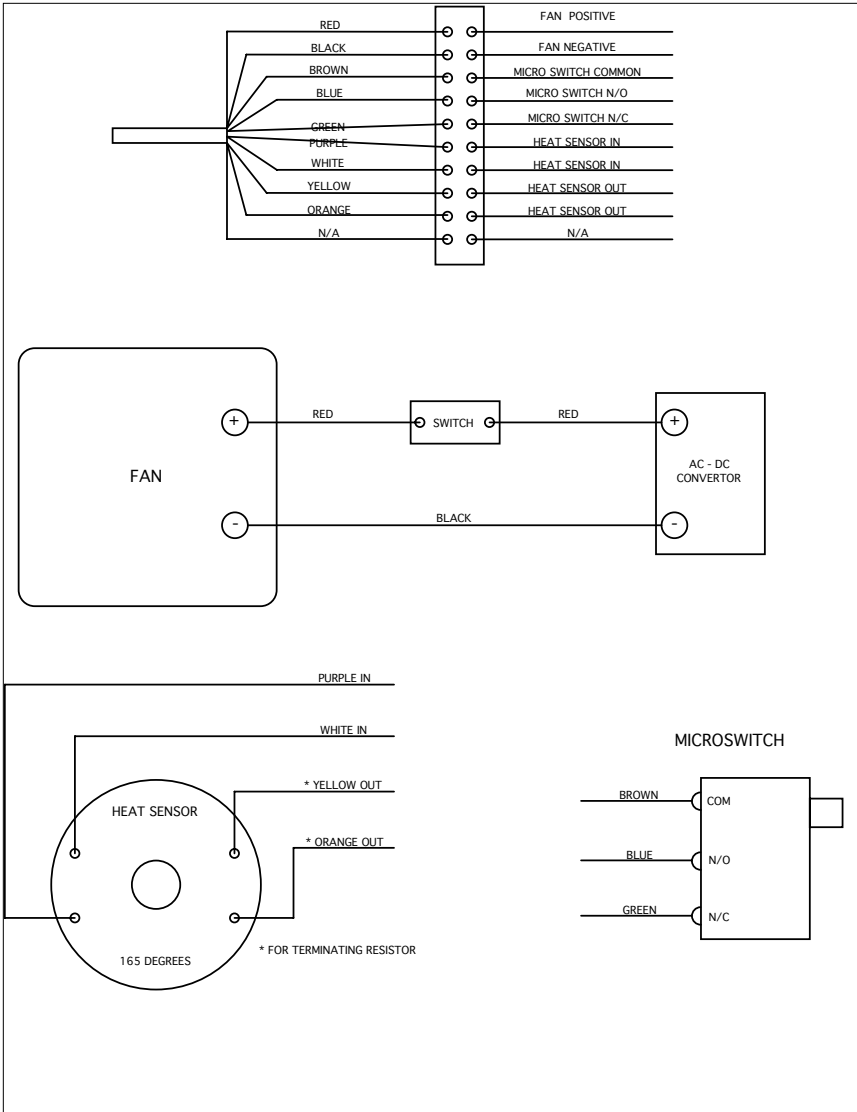 RED FAN POSITIVE
BLACK FAN NEGATIVE
BROWN MICRO SWITCH COMMON
BLUE MICRO SWITCH N/O
GREEN MICRO SWITCH N/C
PURPLE HEAT SENSOR IN
WHITE HEAT SENSOR IN
YELLOW HEAT SENSOR OUT
ORANGE HEAT SENSOR OUT
N/A N/A
FAN
+
-
RED
SWITCH
RED
BLACK
+
AC - DC
CONVERTOR
-
PURPLE IN
WHITE IN
* YELLOW OUT
* ORANGE OUT
HEAT SENSOR
165 DEGREES
* FOR TERMINATING RESISTOR
MICROSWITCH
BROWN COM
BLUE N/O
GREEN N/C